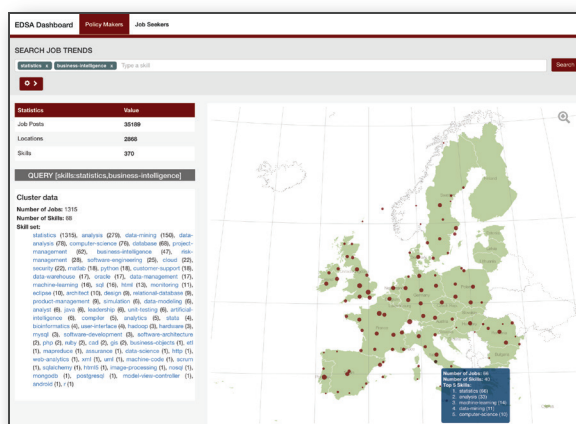 EDSA Dashboard Policy Makers Job Seekers
SEARCH JOB TRENDS
statistics x business-intelligence x Type a skill Search
Statistics Value
Job Posts 35189
Locations 2868
Skills 370
QUERY [skills:statistics,business-intelligence]
Cluster data
Number of Jobs: 1315
Number of Skills: 68
Skill set:
statistics (1315), analysis (279), data-mining (150), data-
analysis (78), computer-science (76), database (68), project-
management (62), business-intelligence (47), risk-
management (28), software-engineering (25), cloud (22),
security (22), matlab (18), python (18), customer-support (18),
data-warehouse (17), oracle (17), data-management (17),
machine-learning (16), sql (16), html (13), monitoring (11),
eclipse (10), architect (10), design (9), relational-database (9),
product-management (9), simulation (6), data-modeling (6),
analyst (6), java (6), leadership (6), unit-testing (6), artificial-
intelligence (6), compiler (5), analytics (5), stata (4),
bioinformatics (4), user-interface (4), hadoop (3), hardware (3),
mysql (3), software-development (3), software-architecture
(2), php (2), ruby (2), cad (2), gis (2), business-objects (1), etl
(1), mapreduce (1), assurance (1), data-science (1), http (1),
web-analytics (1), xml (1), uml (1), machine-code (1), scrum
(1), sqlalchemy (1), html5 (1), image-processing (1), nosql (1),
mongodb (1), postgresql (1), model-view-controller (1),
android (1), r (1)
Number of Jobs: 66
Number of Skills: 40
Top 5 Skills:
1. statistics (66)
2. analysis (33)
3. machine-learning (14)
4. data-mining (11)
5. computer-science (10)